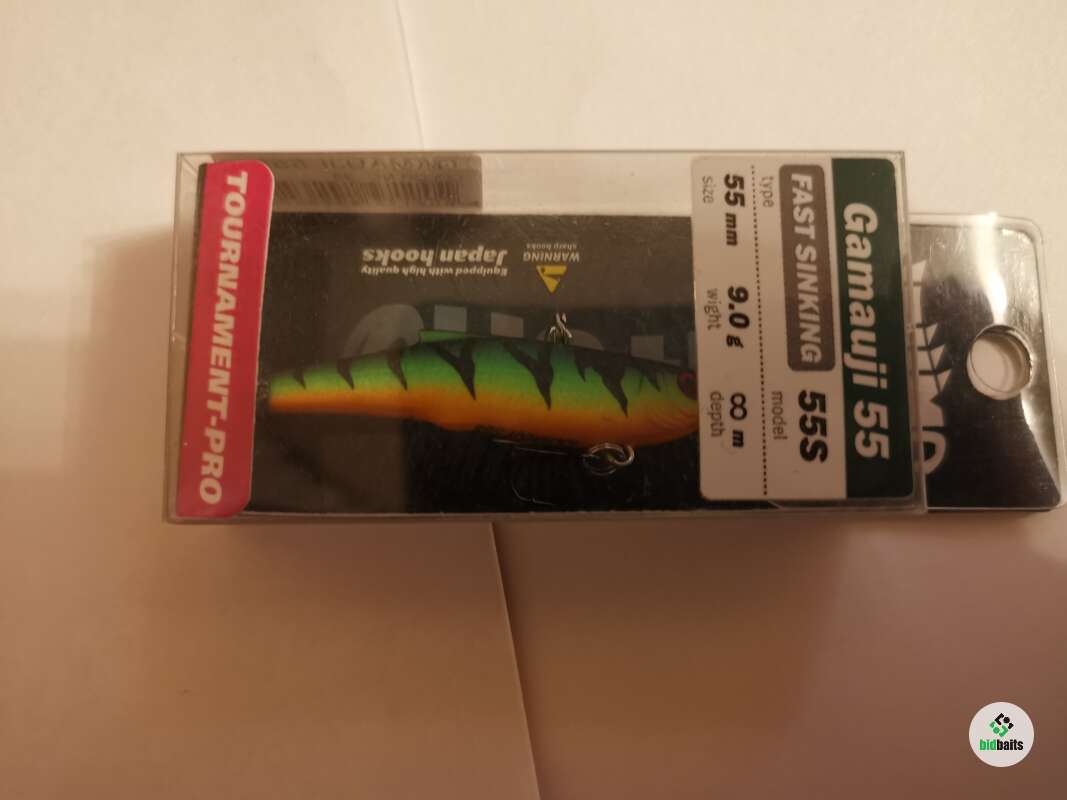 TOURNAMENT-PRO
Gamauji 55
FAST SINKING
55S
type
model
55 mm
9.0 g
∞ m
size
wight
depth
WARNING
sharp hooks
Equipped with high quality
Japan hooks
bidbaits